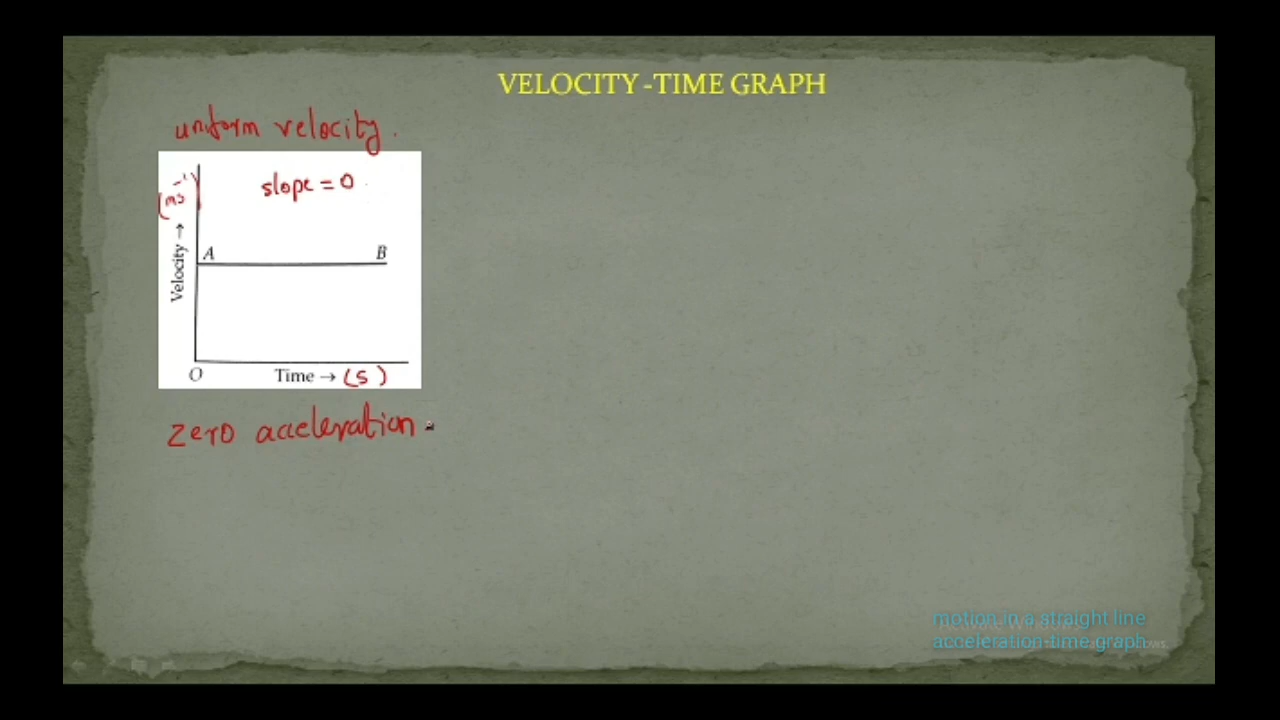 VELOCITY -TIME GRAPH
uniform velocity.
slope = 0
(ms⁻¹)
Velocity →
A B
O
Time → (s)
zero acceleration.
motion in a straight line
acceleration-time graph